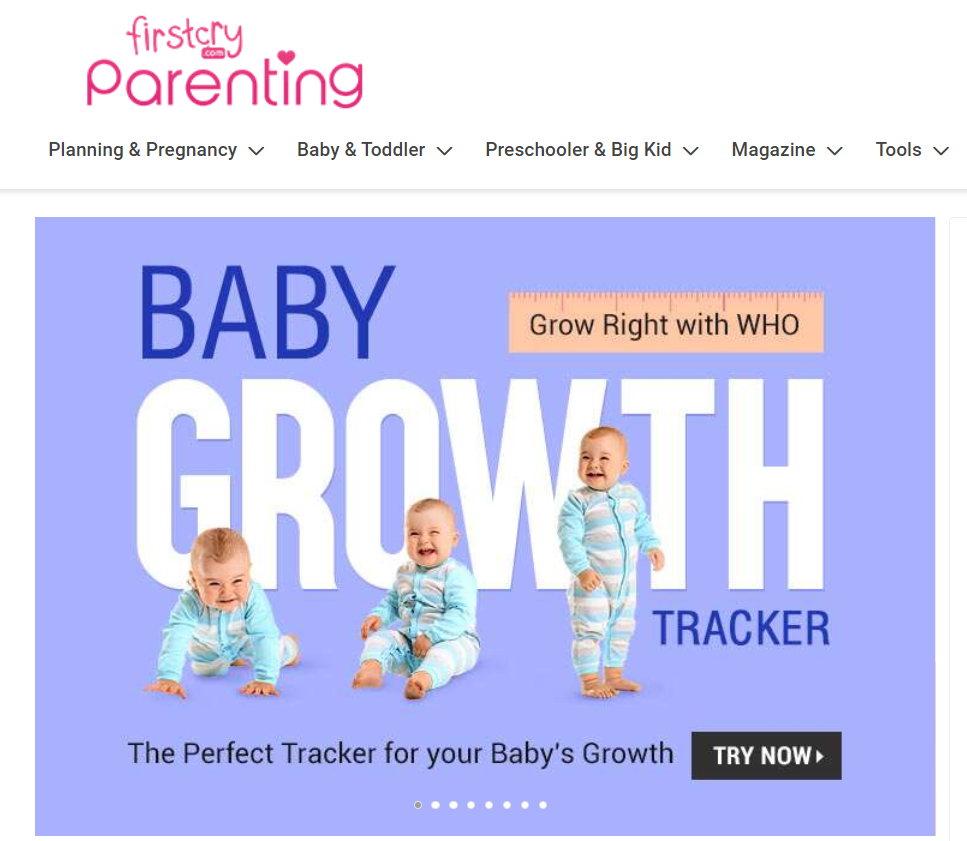 firstcry
.com
Parenting
Planning & Pregnancy
Baby & Toddler
Preschooler & Big Kid
Magazine
Tools
BABY
Grow Right with WHO
GROWTH
TRACKER
The Perfect Tracker for your Baby's Growth
TRY NOW